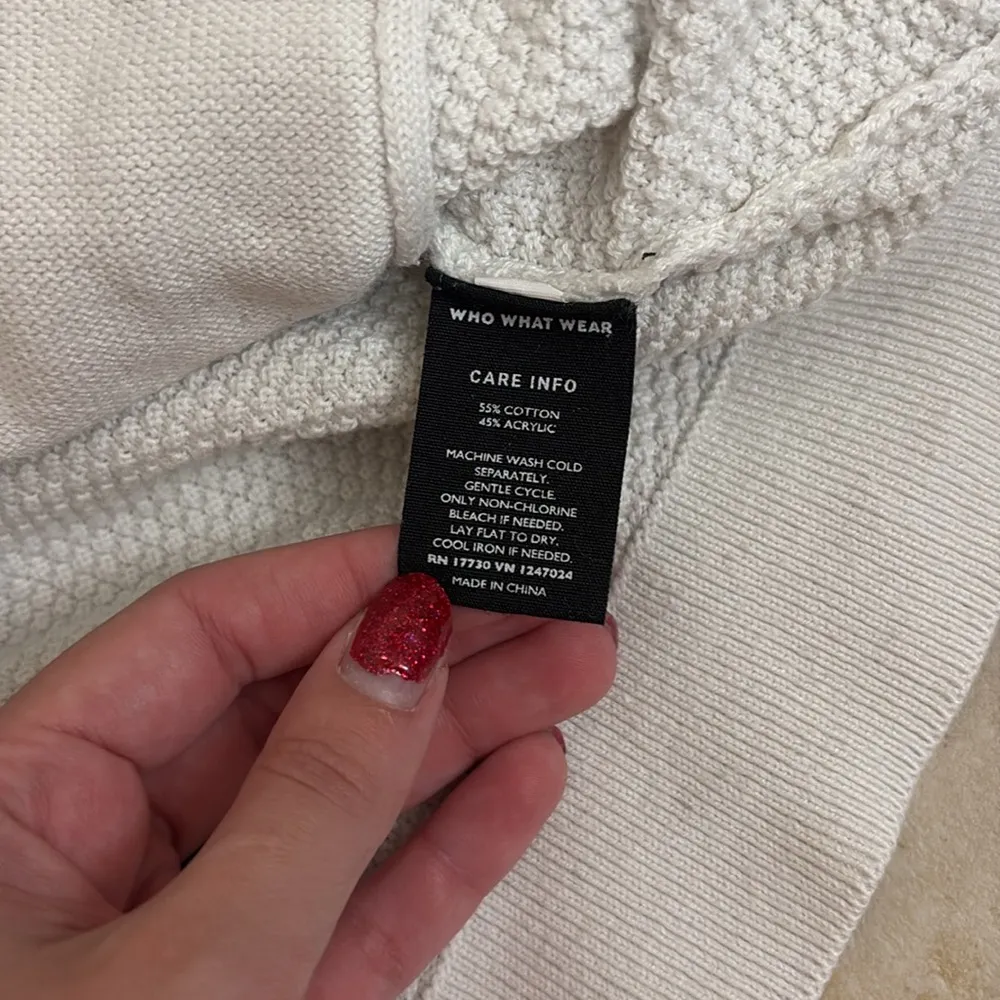 WHO WHAT WEAR
CARE INFO
55% COTTON
45% ACRYLIC
MACHINE WASH COLD
SEPARATELY.
GENTLE CYCLE.
ONLY NON-CHLORINE
BLEACH IF NEEDED.
LAY FLAT TO DRY.
COOL IRON IF NEEDED.
RN 17730 VN 1247024
MADE IN CHINA